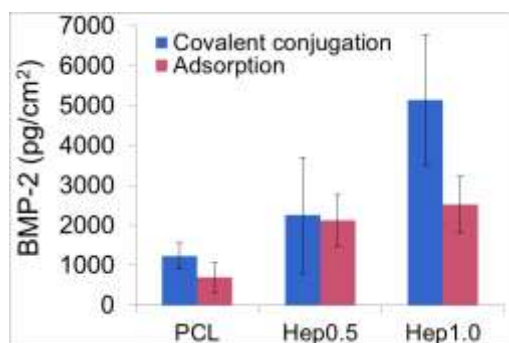 Covalent conjugation
Adsorption
BMP-2 (pg/cm²)
7000
6000
5000
4000
3000
2000
1000
0
PCL Hep0.5 Hep1.0